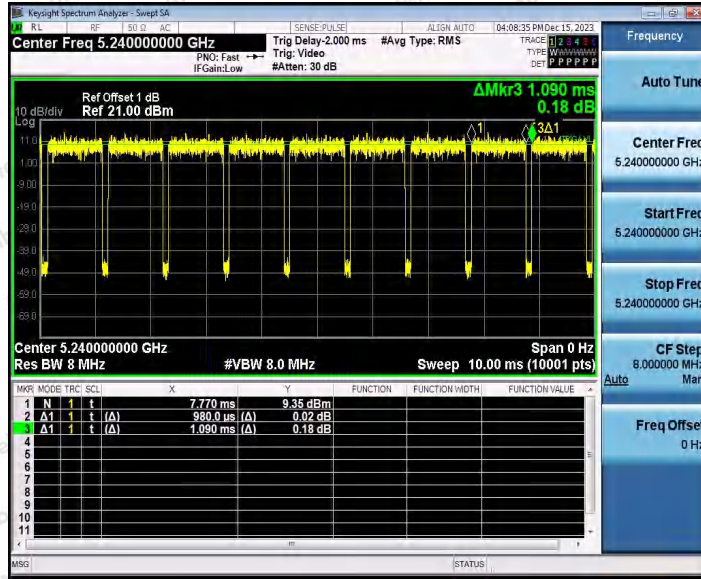 Keysight Spectrum Analyzer - Swept SA
RL RF 50 Ω AC SENSE:PULSE ALIGN AUTO 04:08:35 PM Dec 15, 2023
Center Freq 5.240000000 GHz
PNO: Fast
IFGain:Low
Trig Delay-2.000 ms
Trig: Video
#Atten: 30 dB
#Avg Type: RMS
TRACE 1 2 3 4 5 6
TYPE W
DET P P P P P P
Ref Offset 1 dB
10 dB/div Ref 21.00 dBm
Log
ΔMkr3 1.090 ms
0.18 dB
11.0
1.00
-9.00
-19.0
-29.0
-39.0
-49.0
-59.0
-69.0
1
3Δ1
Center 5.240000000 GHz Span 0 Hz
Res BW 8 MHz #VBW 8.0 MHz Sweep 10.00 ms (10001 pts)
MKR MODE TRC SCL X Y FUNCTION FUNCTION WIDTH FUNCTION VALUE
1 N 1 t 7.770 ms 9.35 dBm
2 Δ1 1 t (Δ) 980.0 µs (Δ) 0.02 dB
3 Δ1 1 t (Δ) 1.090 ms (Δ) 0.18 dB
4
5
6
7
8
9
10
11
MSG STATUS
Frequency
Auto Tune
Center Freq
5.240000000 GHz
Start Freq
5.240000000 GHz
Stop Freq
5.240000000 GHz
CF Step
8.000000 MHz
Auto Man
Freq Offset
0 Hz